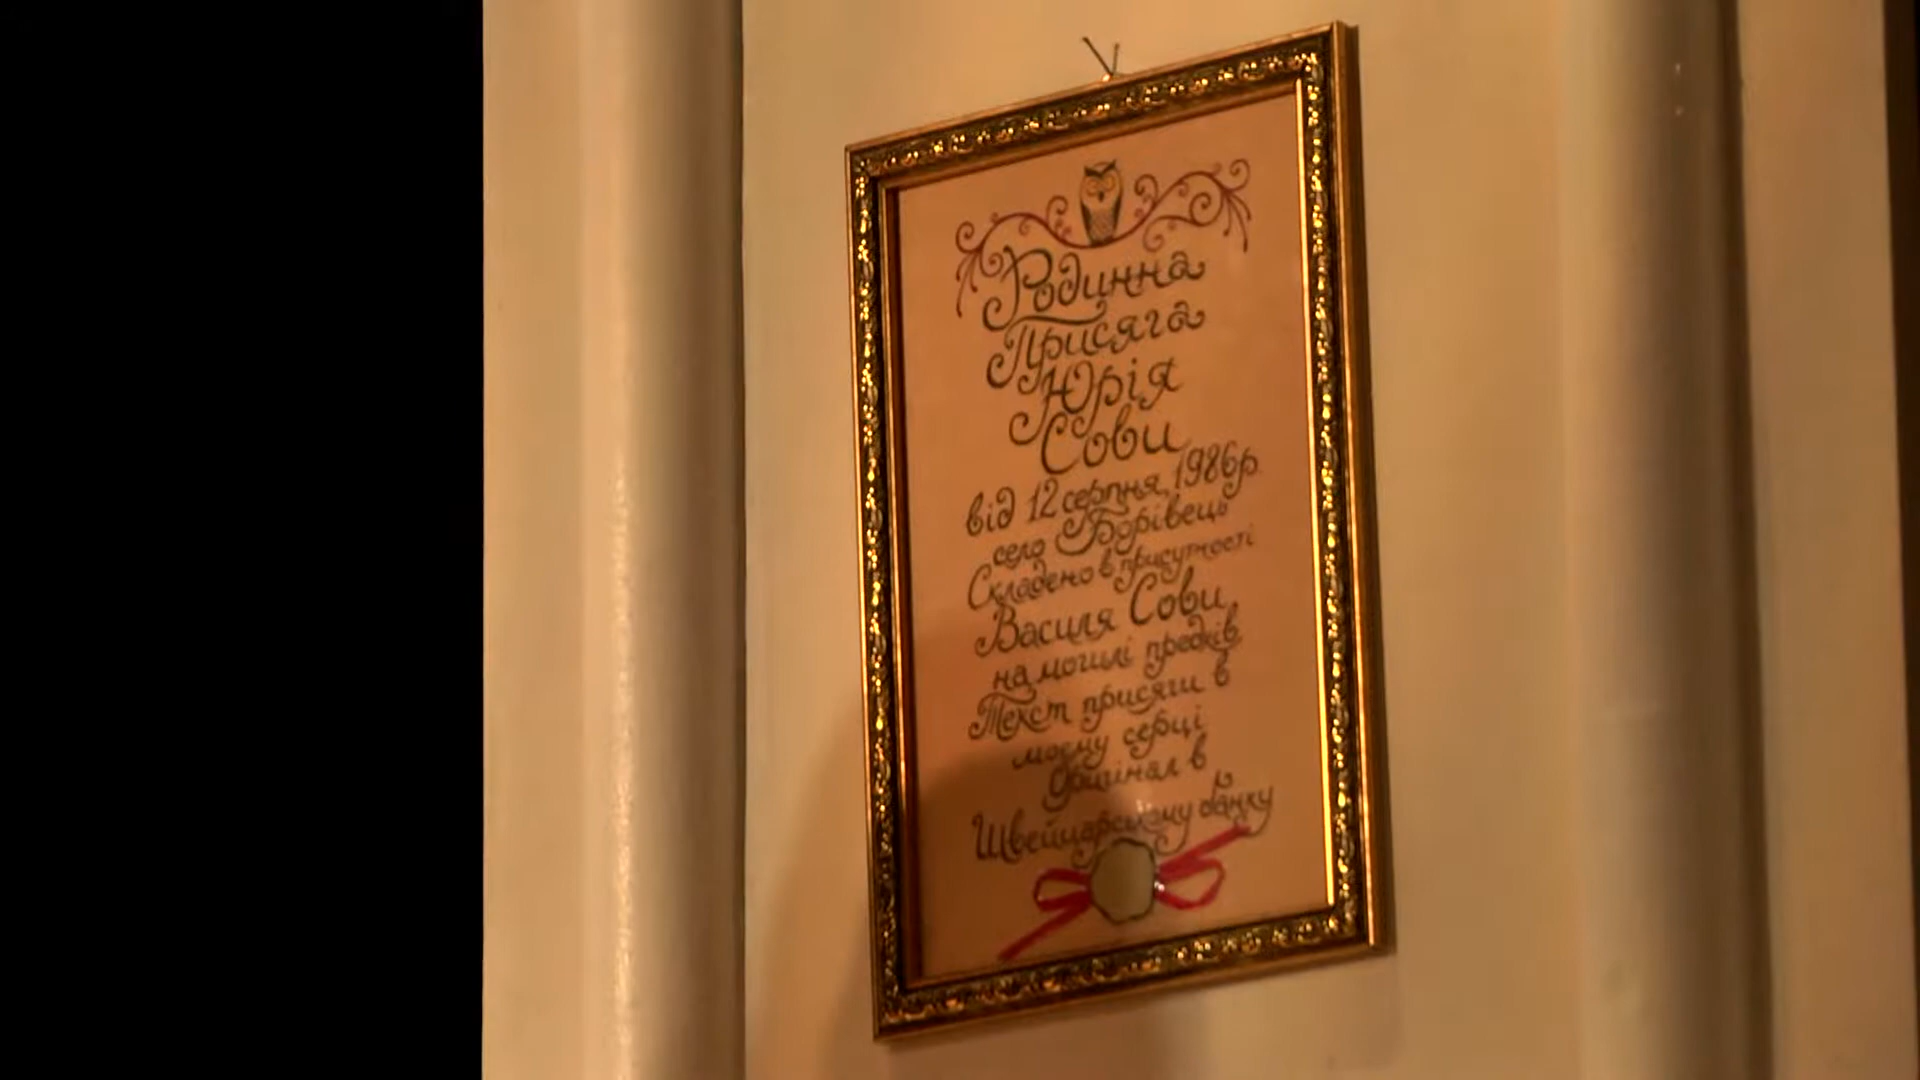 Родинна
Присяга
Юрія
Сови
від 12 серпня, 1986р.
село Борівець
Складено в присутності
Василя Сови
на могилі предків
Текст присяги в
моєму серці
Оригінал в
Швейцарському банку